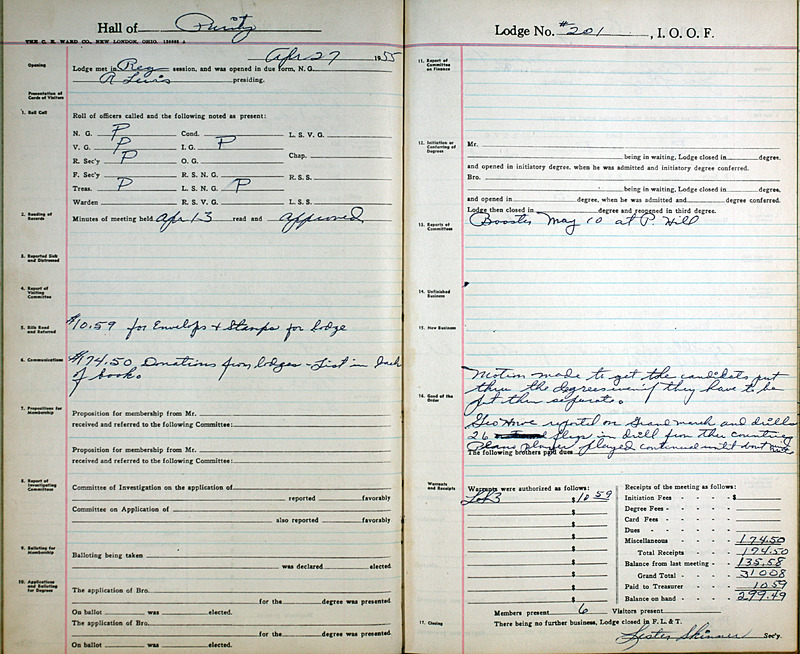 Hall of Purity
THE C. E. WARD CO., NEW LONDON, OHIO.
Apr 27 1955
Opening
Lodge met in Reg session, and was opened in due form, N. G.
A Lewis presiding.
Presentation of Cards of Visitors
1. Roll Call
Roll of officers called and the following noted as present:
N. G. P Cond. L. S. V. G.
V. G. P I. G. P
R. Sec'y P O. G. Chap.
F. Sec'y R. S. N. G. R. S. S.
Treas. P L. S. N. G. P
Warden R. S. V. G. L. S. S.
2. Reading of Records
Minutes of meeting held Apr 13 read and approved
3. Reported Sick and Distressed
4. Report of Visiting Committee
5. Bills Read and Referred
$10.59 for Envelops + Stamps for lodge
6. Communications
$174.50 Donations from lodges - List in back
of book.
7. Propositions for Membership
Proposition for membership from Mr.
received and referred to the following Committee:
Proposition for membership from Mr.
received and referred to the following Committee:
8. Report of Investigating Committees
Committee of Investigation on the application of
reported favorably
Committee on Application of
also reported favorably
9. Balloting for Membership
Balloting being taken
was declared elected.
10. Applications and Balloting for Degrees
The application of Bro.
for the degree was presented.
On ballot was elected.
The application of Bro.
for the degree was presented.
On ballot was elected.
Lodge No. #201, I. O. O. F.
11. Report of Committee on Finance
12. Initiation or Conferring of Degrees
Mr.
being in waiting, Lodge closed in degree,
and opened in initiatory degree, when he was admitted and initiatory degree conferred.
Bro.
being in waiting, Lodge closed in degree,
and opened in degree, when he was admitted and degree conferred.
Lodge then closed in degree and reopened in third degree.
13. Reports of Committees
Booster May 10 at P. Hill
14. Unfinished Business
15. New Business
Motion made to get the candidats put
thru the degrees even if they have to be
put thru separate.
16. Good of the Order
reported on Grand march and drills
26 flags in drill from the
player played continued until don't
The following brothers paid dues
Warrants and Receipts
Warrants were authorized as follows:
$ 10 59
$
$
$
$
$
$
$
$
Receipts of the meeting as follows:
Initiation Fees - - - $
Degree Fees - - -
Card Fees - - -
Dues - - - -
Miscellaneous - - - 174.50
Total Receipts - - 174.50
Balance from last meeting - 135.58
Grand Total - - - 31008
Paid to Treasurer - - 1059
Balance on hand - - 299.49
Members present 6 Visitors present
17. Closing
There being no further business, Lodge closed in F. L. & T.
Lester Skinner Sec'y.